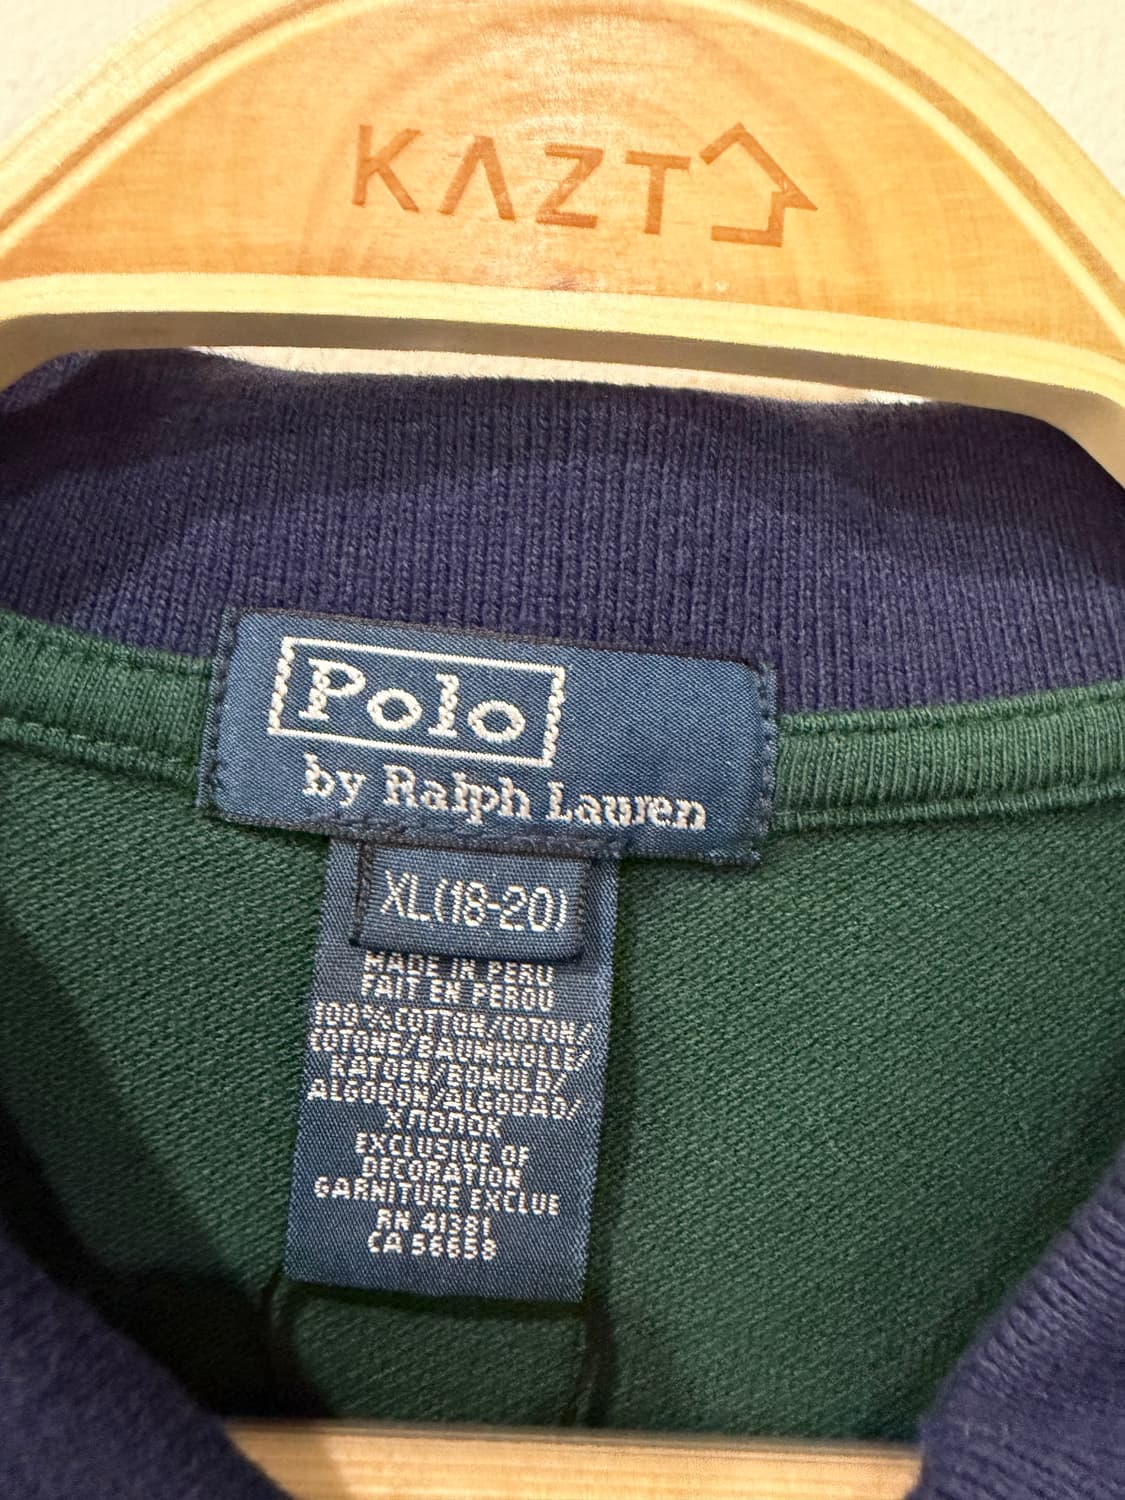 KAZT
Polo
by Ralph Lauren
XL(18-20)
MADE IN PERU
FAIT EN PEROU
100%COTTON/COTON/
COTONE/BAUMWOLLE/
KATOEN/BOMULD/
ALGODON/ALGODAO/
ХЛОПОК
EXCLUSIVE OF
DECORATION
GARNITURE EXCLUE
RN 41381
CA 56659